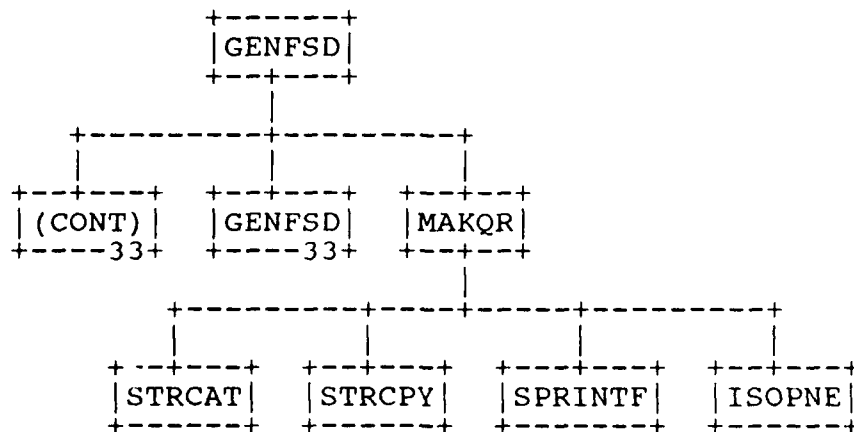 GENFSD
(CONT) GENFSD MAKQR
33 33
STRCAT STRCPY SPRINTF ISOPNE